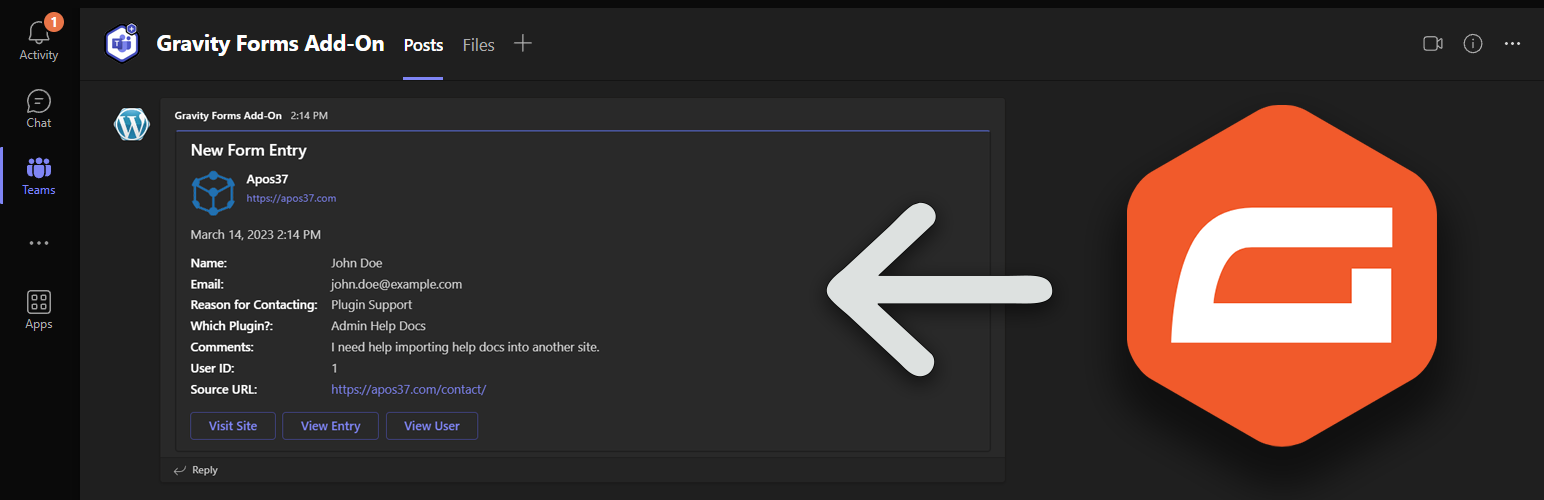 1
Activity
Chat
Teams
Apps
Gravity Forms Add-On Posts Files
Gravity Forms Add-On 2:14 PM
New Form Entry
Apos37
https://apos37.com
March 14, 2023 2:14 PM
Name: John Doe
Email: john.doe@example.com
Reason for Contacting: Plugin Support
Which Plugin?: Admin Help Docs
Comments: I need help importing help docs into another site.
User ID: 1
Source URL: https://apos37.com/contact/
Visit Site View Entry View User
Reply